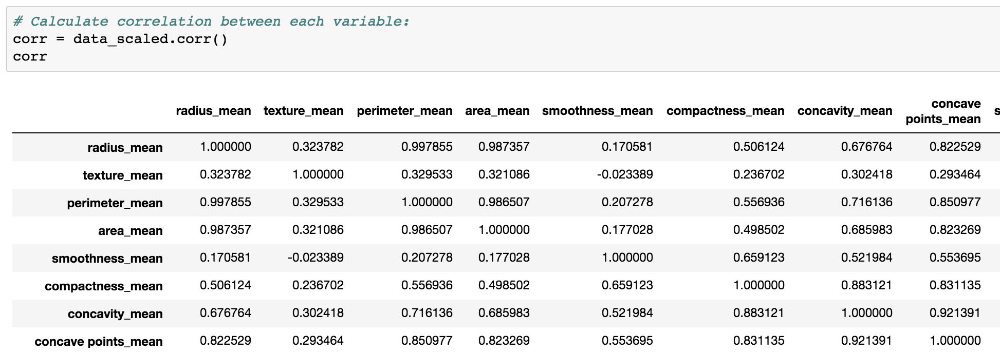 # Calculate correlation between each variable:
corr = data_scaled.corr()
corr
radius_mean texture_mean perimeter_mean area_mean smoothness_mean compactness_mean concavity_mean concave points_mean s
radius_mean 1.000000 0.323782 0.997855 0.987357 0.170581 0.506124 0.676764 0.822529
texture_mean 0.323782 1.000000 0.329533 0.321086 -0.023389 0.236702 0.302418 0.293464
perimeter_mean 0.997855 0.329533 1.000000 0.986507 0.207278 0.556936 0.716136 0.850977
area_mean 0.987357 0.321086 0.986507 1.000000 0.177028 0.498502 0.685983 0.823269
smoothness_mean 0.170581 -0.023389 0.207278 0.177028 1.000000 0.659123 0.521984 0.553695
compactness_mean 0.506124 0.236702 0.556936 0.498502 0.659123 1.000000 0.883121 0.831135
concavity_mean 0.676764 0.302418 0.716136 0.685983 0.521984 0.883121 1.000000 0.921391
concave points_mean 0.822529 0.293464 0.850977 0.823269 0.553695 0.831135 0.921391 1.000000